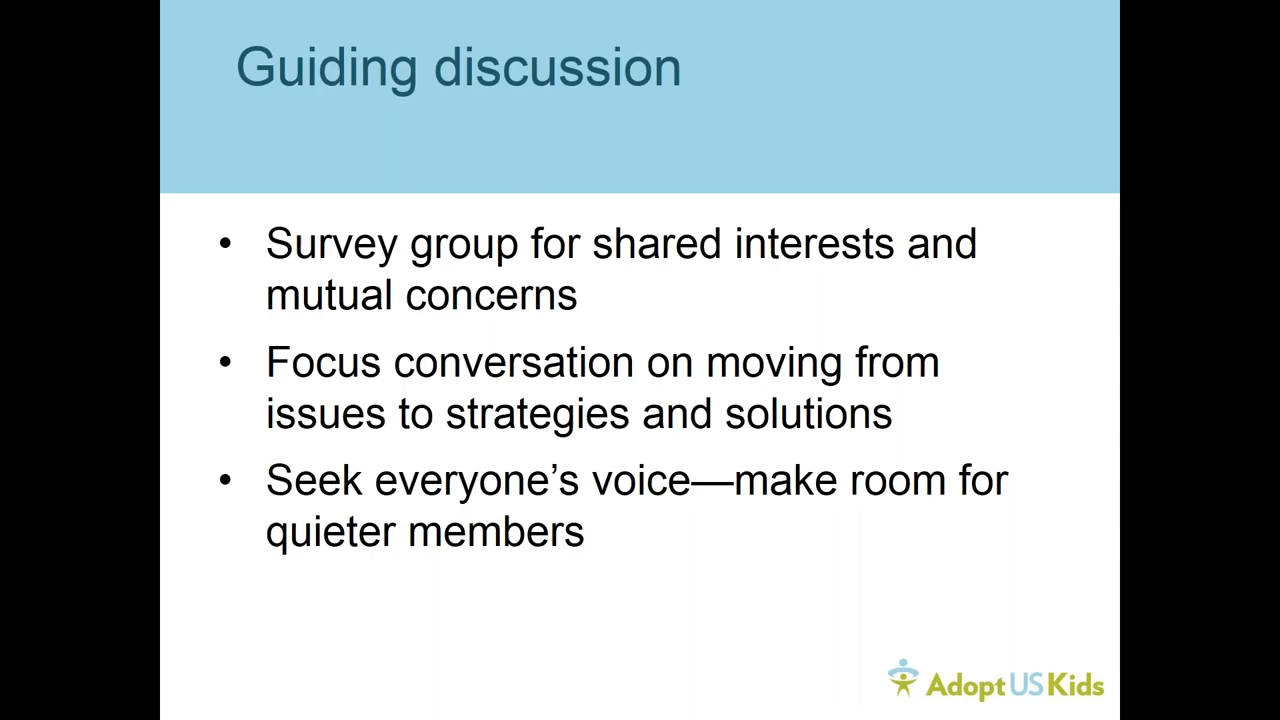 Guiding discussion
• Survey group for shared interests and
mutual concerns
• Focus conversation on moving from
issues to strategies and solutions
• Seek everyone’s voice—make room for
quieter members
AdoptUSKids